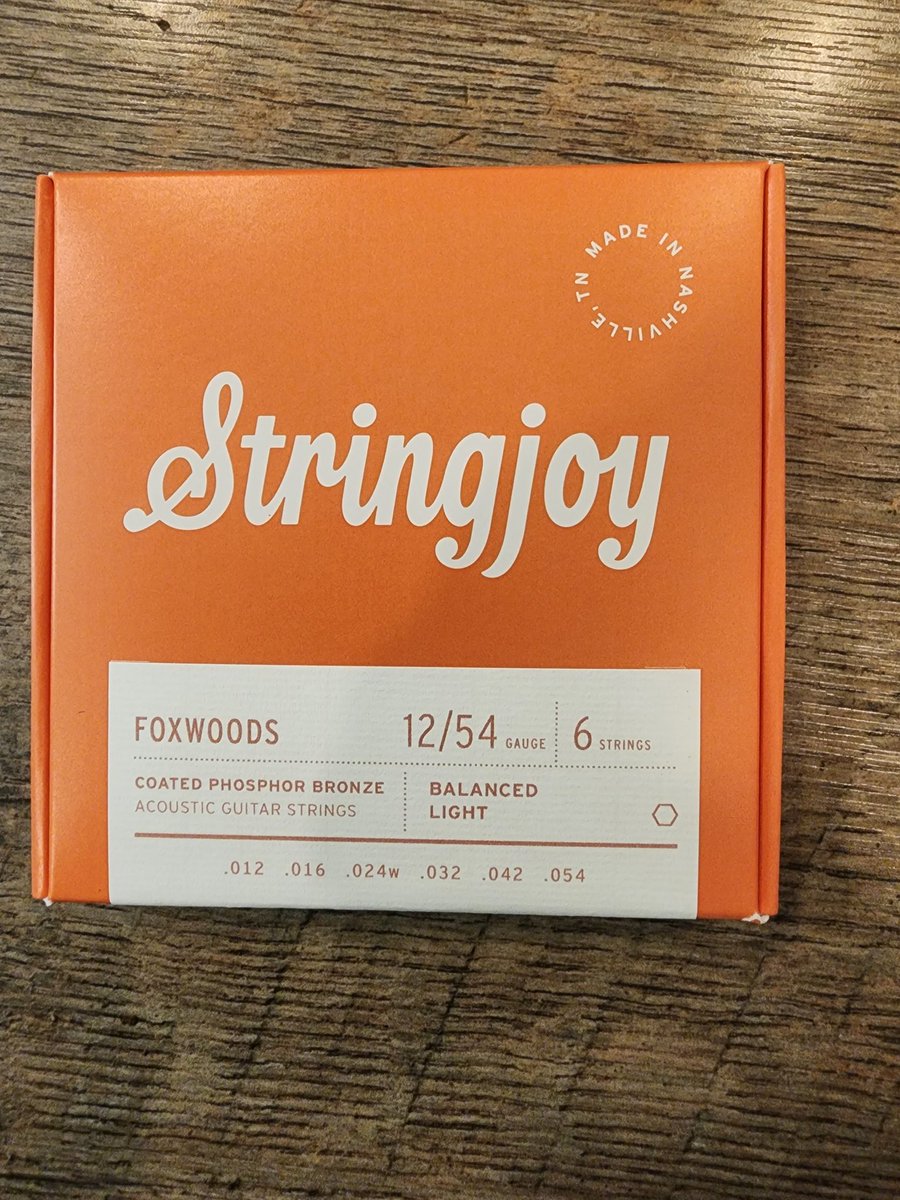 MADE IN NASHVILLE, TN
Stringjoy
FOXWOODS 12/54 GAUGE 6 STRINGS
COATED PHOSPHOR BRONZE
ACOUSTIC GUITAR STRINGS
BALANCED
LIGHT
.012 .016 .024w .032 .042 .054